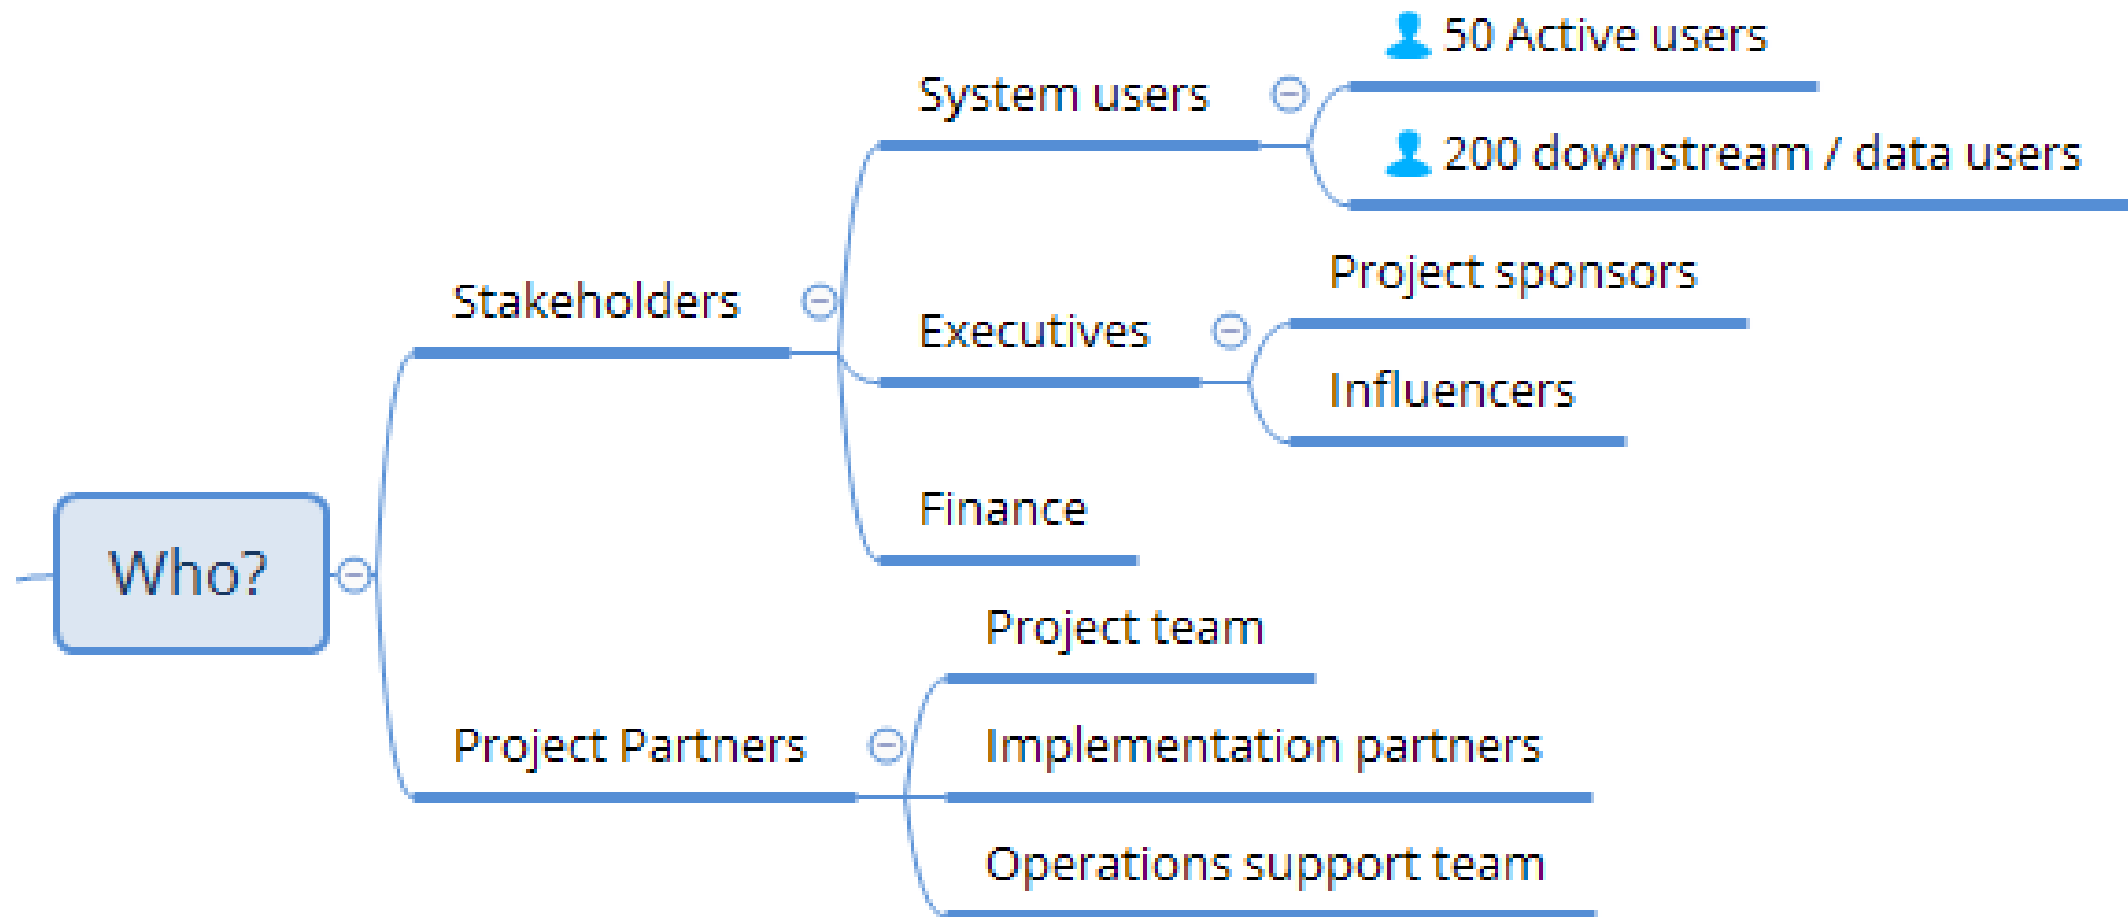 Who?
Stakeholders
System users
50 Active users
200 downstream / data users
Executives
Project sponsors
Influencers
Finance
Project Partners
Project team
Implementation partners
Operations support team